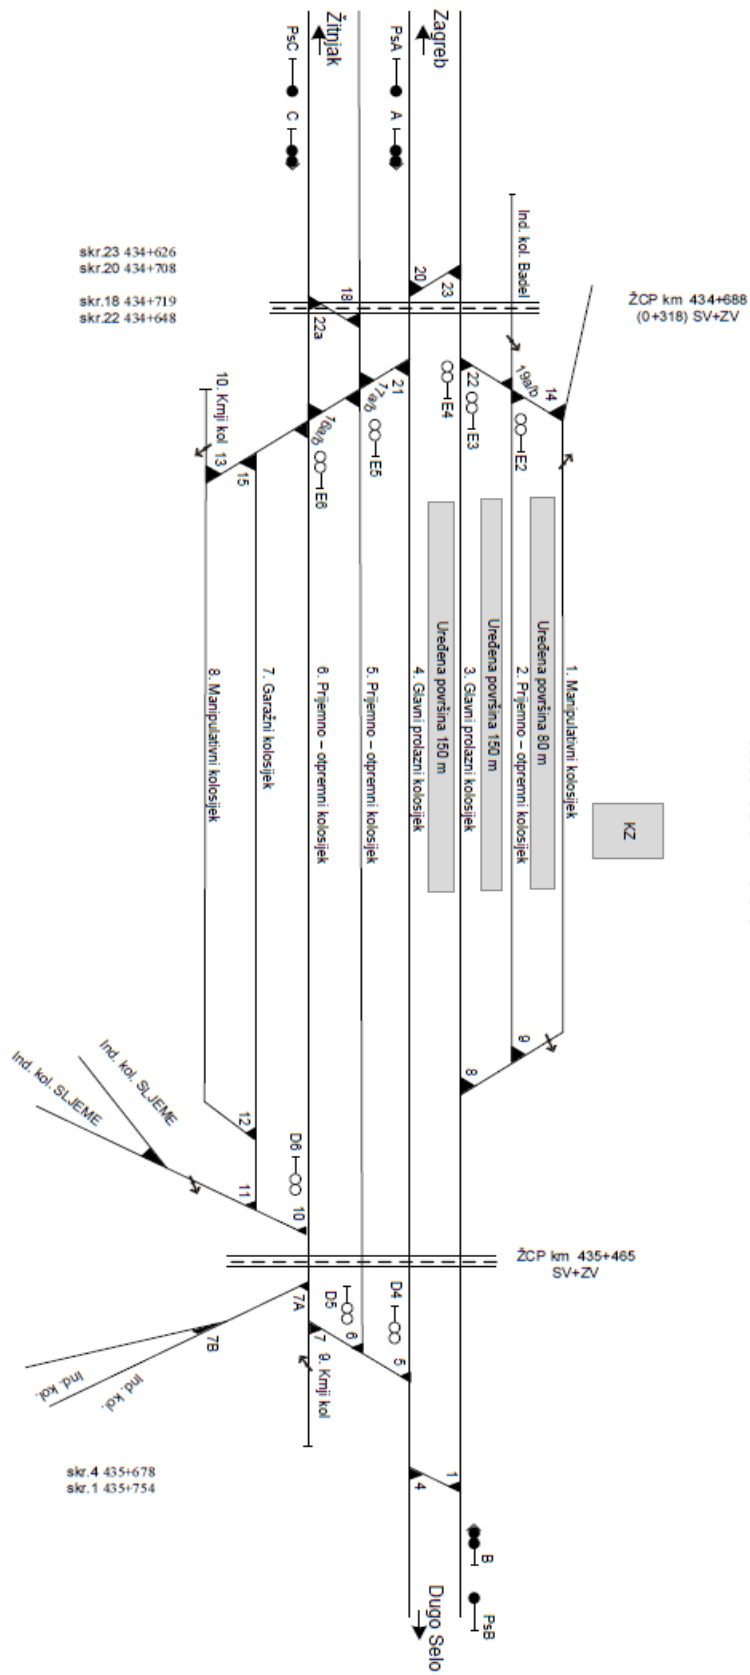 Žitnjak
Zagreb
PsC
C
PsA
A
skr.23 434+626
skr.20 434+708
skr.18 434+719
skr.22 434+648
Ind. kol. Badel
ŽCP km 434+688
(0+318) SV+ZV
20
23
18
22a
21
17a/b
16a/b
22
19a/b
14
E4
E3
E2
E5
E6
10. Krnji kol
13
15
1. Manipulativni kolosijek
Uređena površina 80 m
2. Prijemno – otpremni kolosijek
Uređena površina 150 m
3. Glavni prolazni kolosijek
Uređena površina 150 m
4. Glavni prolazni kolosijek
5. Prijemno – otpremni kolosijek
6. Prijemno – otpremni kolosijek
7. Garažni kolosijek
8. Manipulativni kolosijek
KZ
9
8
12
11
10
D6
Ind. kol. SLJEME
Ind. kol. SLJEME
ŽCP km 435+465
SV+ZV
D4
D5
7A
7B
7
6
5
9. Krnji kol
Ind. kol.
Ind. kol.
skr.4 435+678
skr.1 435+754
1
4
B
PsB
Dugo Selo